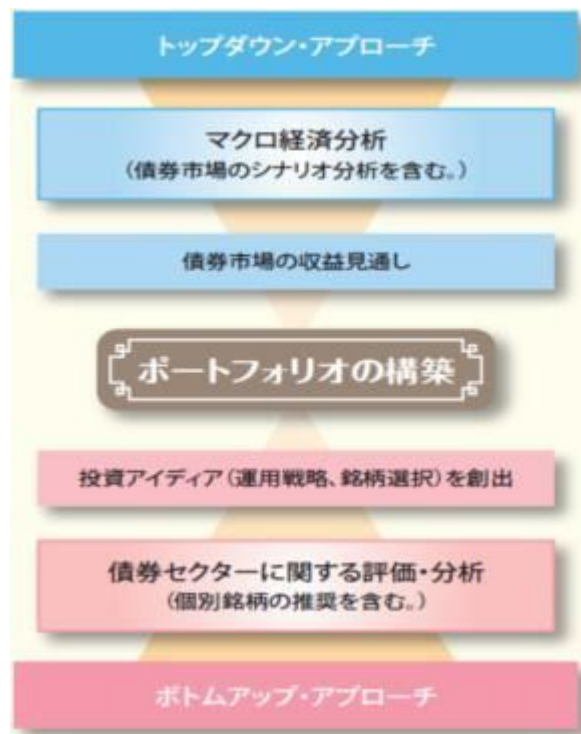 トップダウン・アプローチ
マクロ経済分析
(債券市場のシナリオ分析を含む。)
債券市場の収益見通し
ポートフォリオの構築
投資アイディア(運用戦略、銘柄選択)を創出
債券セクターに関する評価・分析
(個別銘柄の推奨を含む。)
ボトムアップ・アプローチ